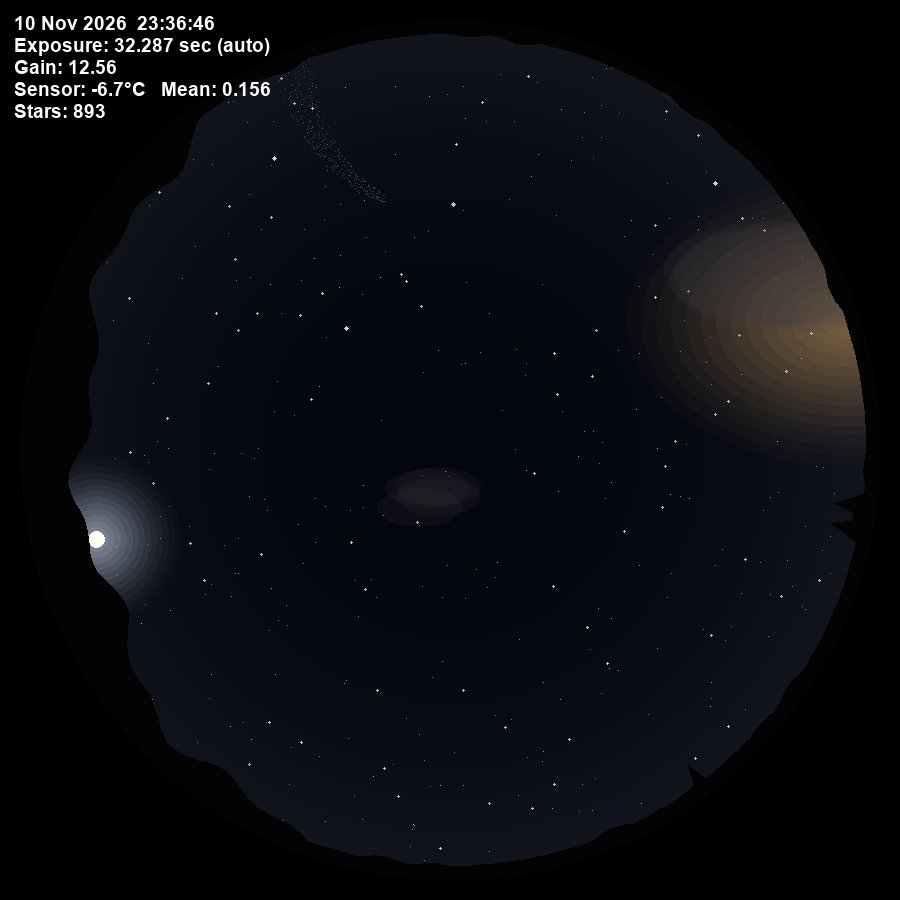 10 Nov 2026 23:36:46
Exposure: 32.287 sec (auto)
Gain: 12.56
Sensor: -6.7°C Mean: 0.156
Stars: 893